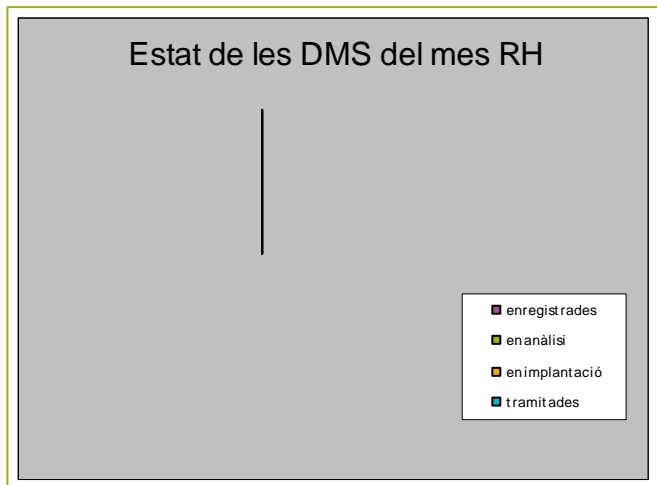 Estat de les DMS del mes RH
enregistrades
en anàlisi
en implantació
tramitades